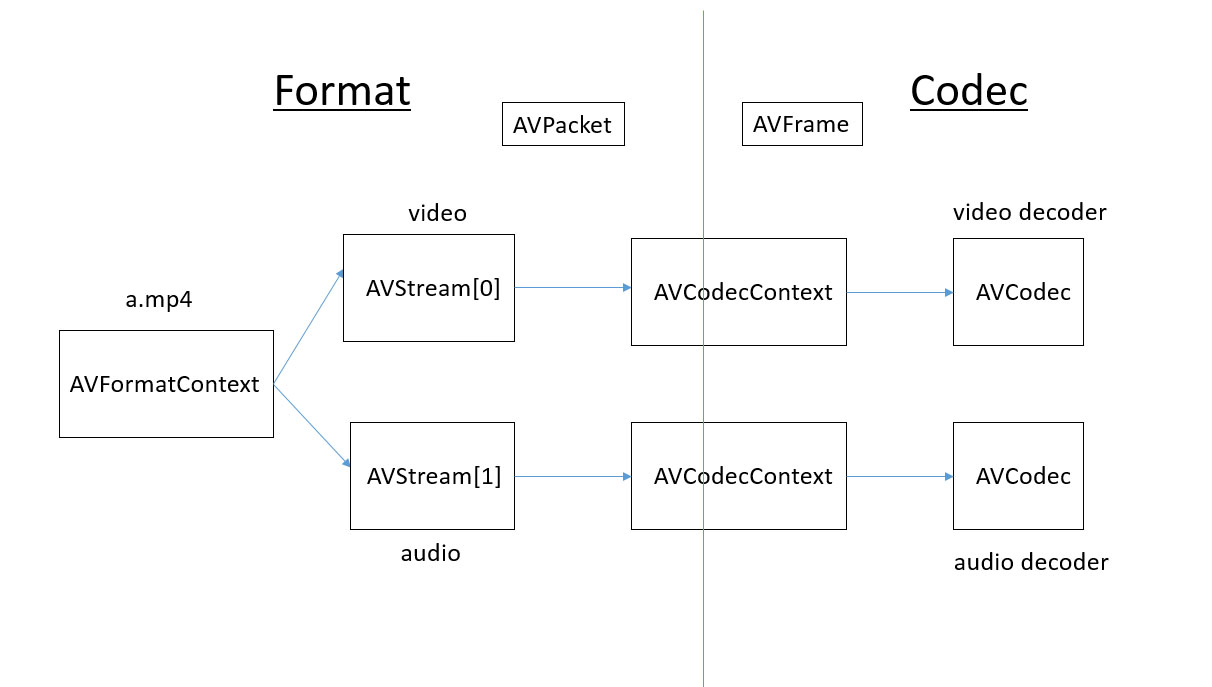 Format
Codec
AVPacket
AVFrame
video
video decoder
a.mp4
AVStream[0]
AVCodecContext
AVCodec
AVFormatContext
AVStream[1]
AVCodecContext
AVCodec
audio
audio decoder